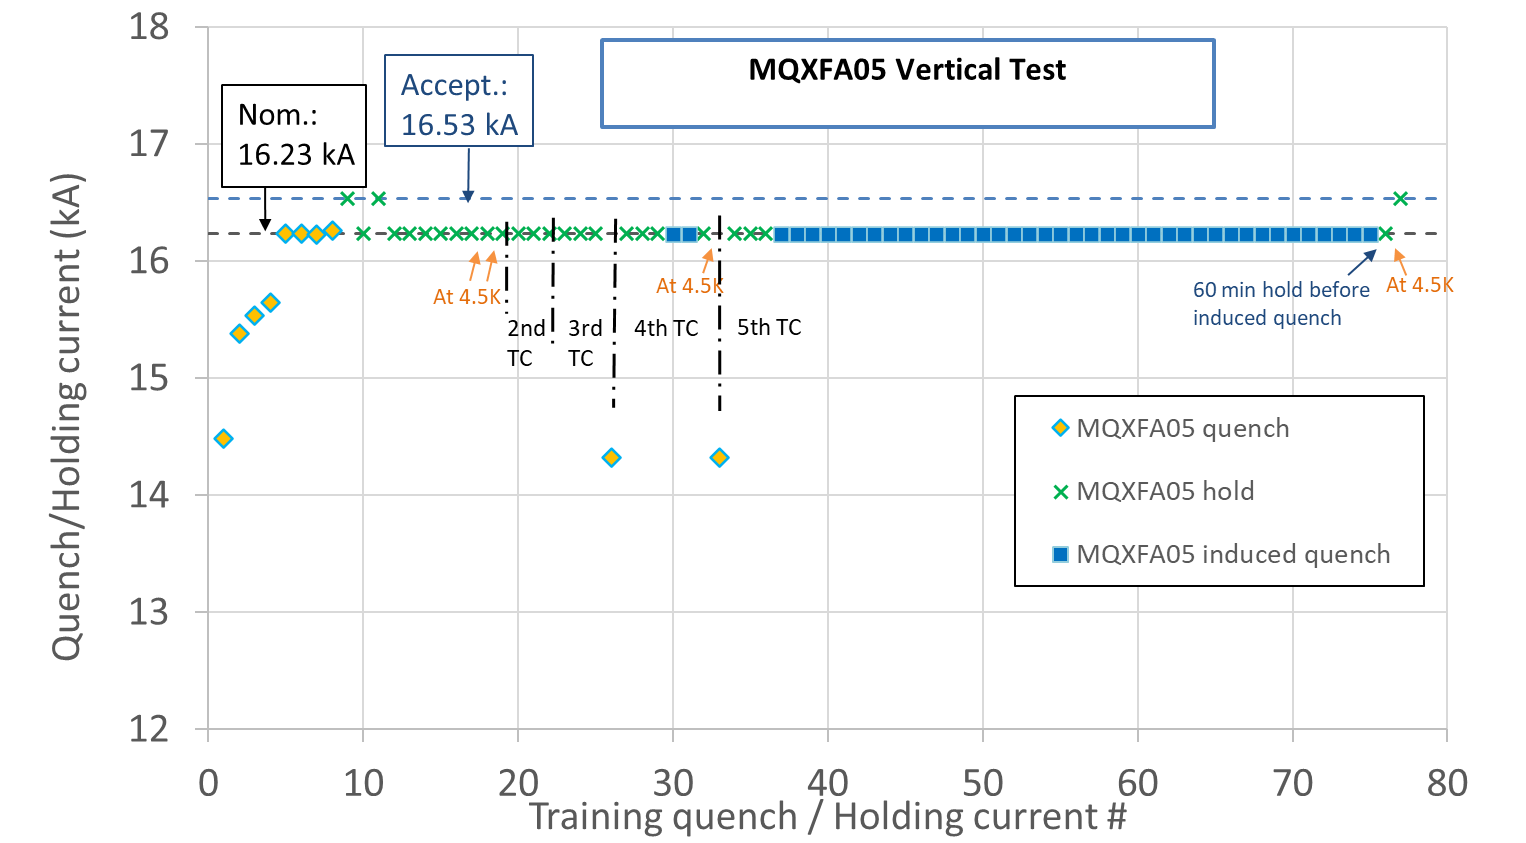 MQXFA05 Vertical Test
Accept.:
16.53 kA
Nom.:
16.23 kA
Quench/Holding current (kA)
18
17
16
15
14
13
12
At 4.5K
At 4.5K
At 4.5K
60 min hold before
induced quench
2nd
TC
3rd
TC
4th TC
5th TC
MQXFA05 quench
MQXFA05 hold
MQXFA05 induced quench
0
10
20
30
40
50
60
70
80
Training quench / Holding current #